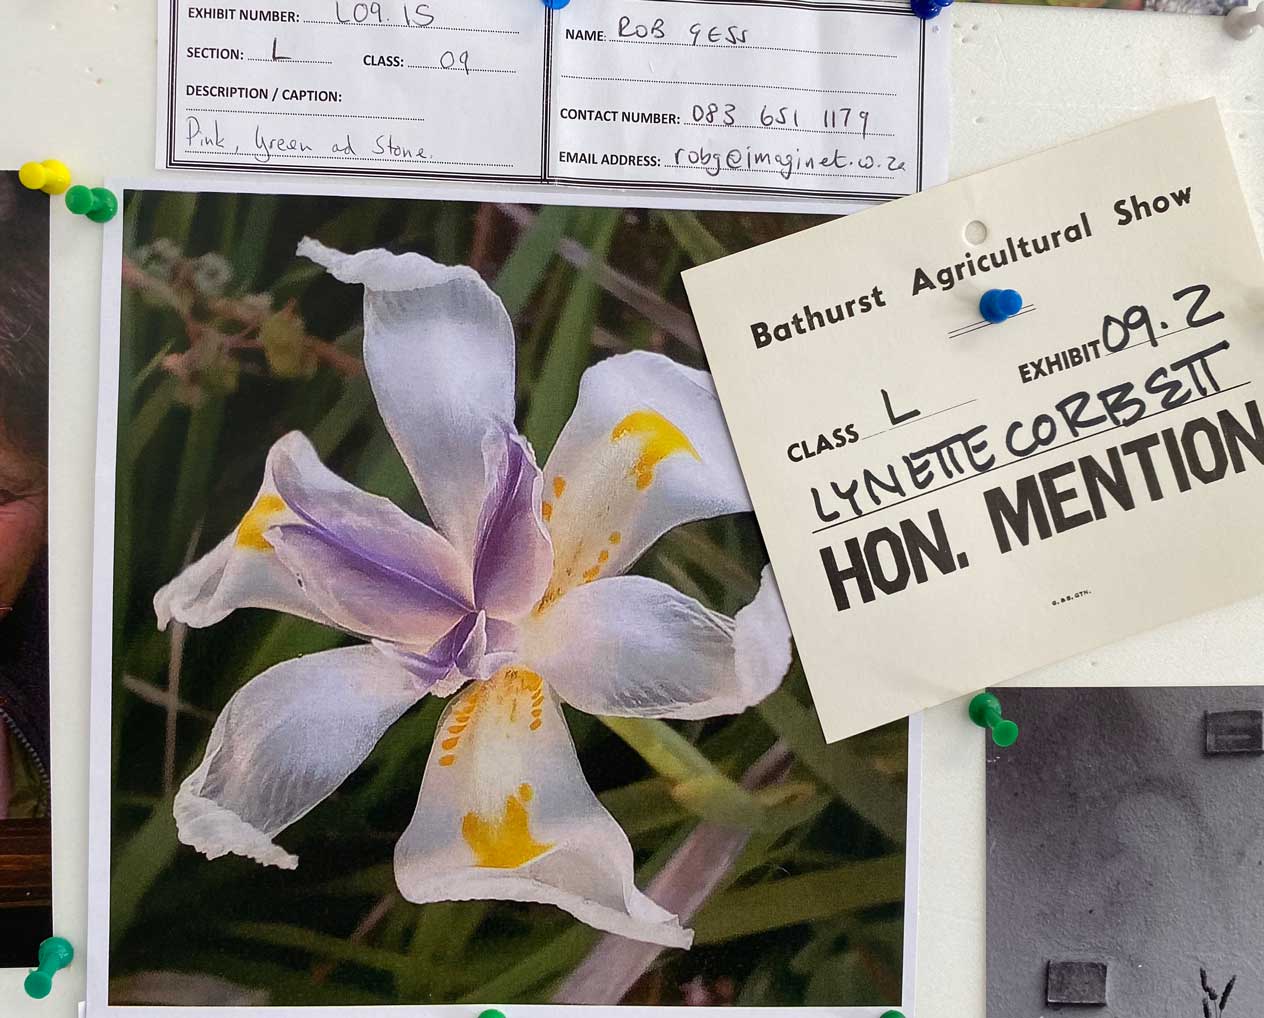 EXHIBIT NUMBER: L09.15
SECTION: L CLASS: 09
DESCRIPTION / CAPTION:
Pink, Green ad Stone.
NAME: ROB GESS
CONTACT NUMBER: 083 651 1179
EMAIL ADDRESS: robg@imaginet.co.za
Bathurst Agricultural Show
EXHIBIT 09.2
CLASS L
LYNETTE CORBETT
HON. MENTION
G. & S. GTN.